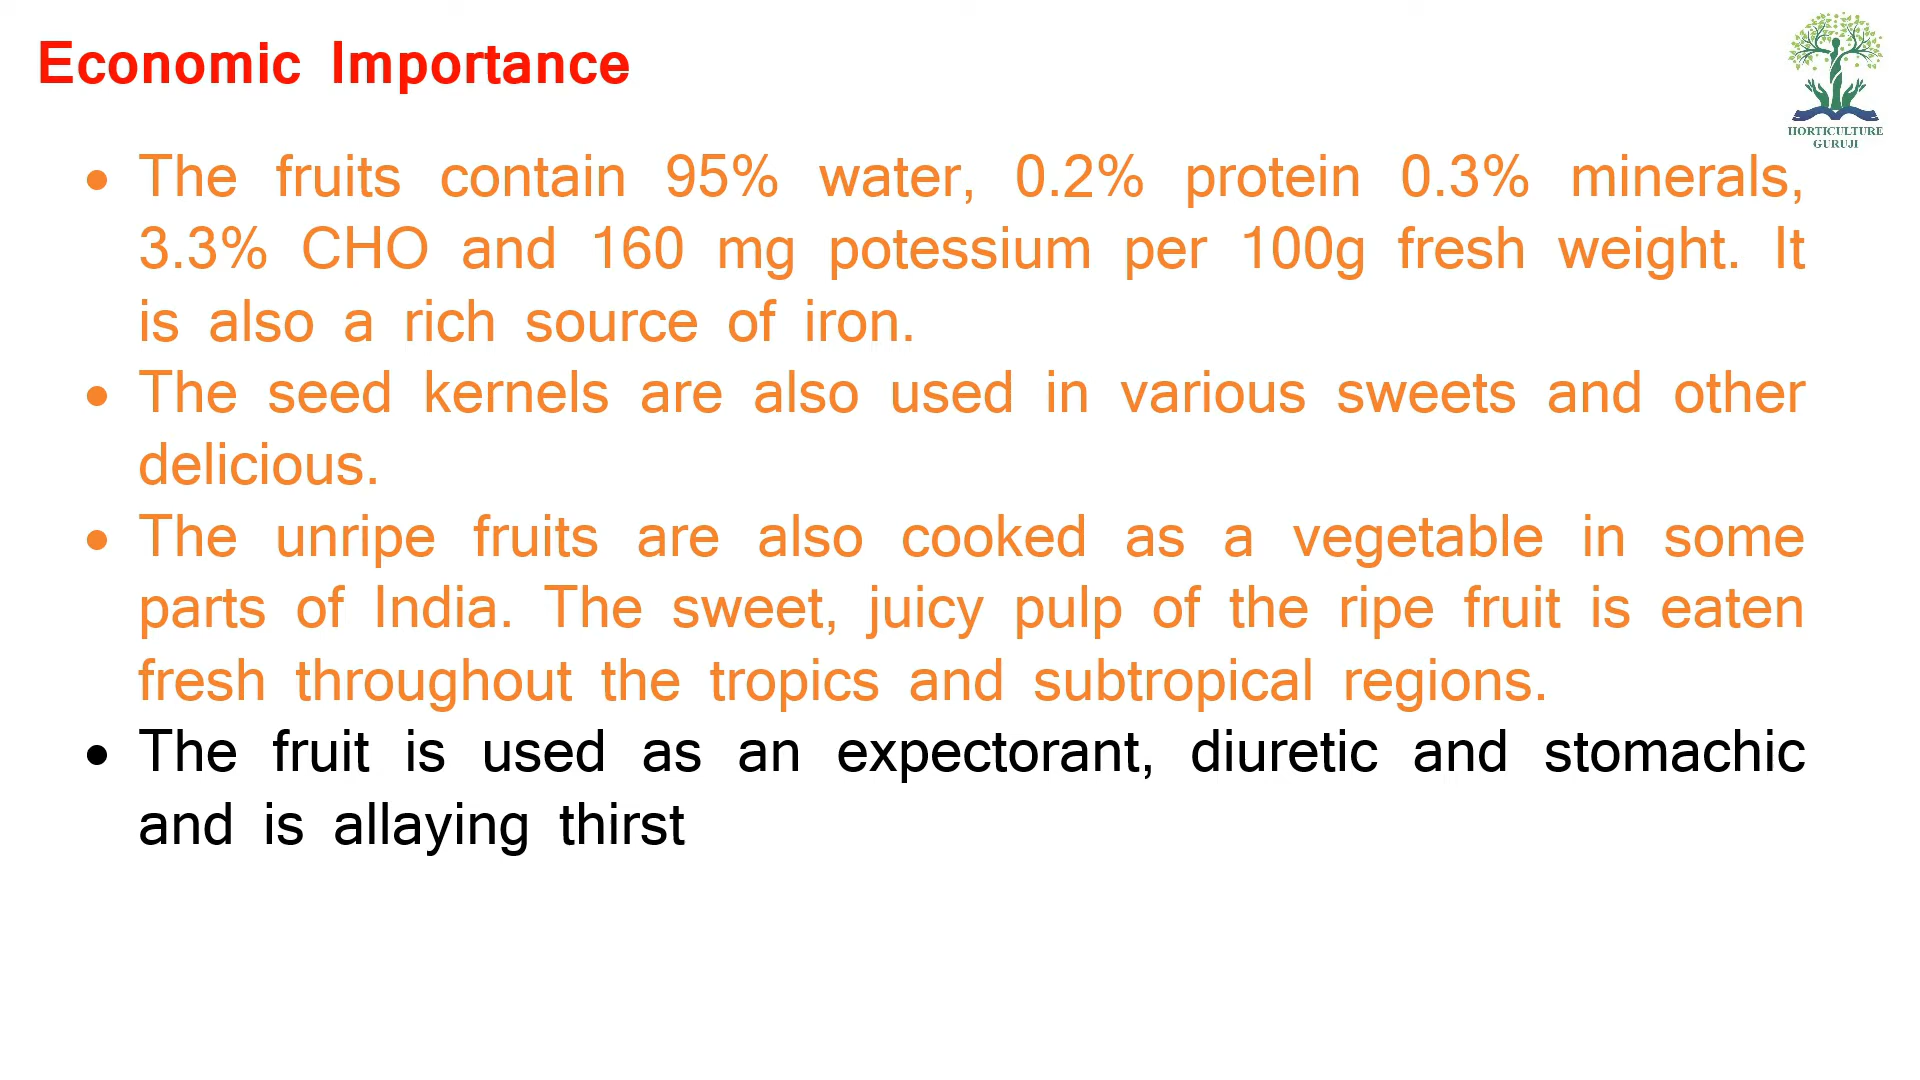 Economic Importance
HORTICULTURE
GURUJI
• The fruits contain 95% water, 0.2% protein 0.3% minerals,
3.3% CHO and 160 mg potessium per 100g fresh weight. It
is also a rich source of iron.
• The seed kernels are also used in various sweets and other
delicious.
• The unripe fruits are also cooked as a vegetable in some
parts of India. The sweet, juicy pulp of the ripe fruit is eaten
fresh throughout the tropics and subtropical regions.
• The fruit is used as an expectorant, diuretic and stomachic
and is allaying thirst